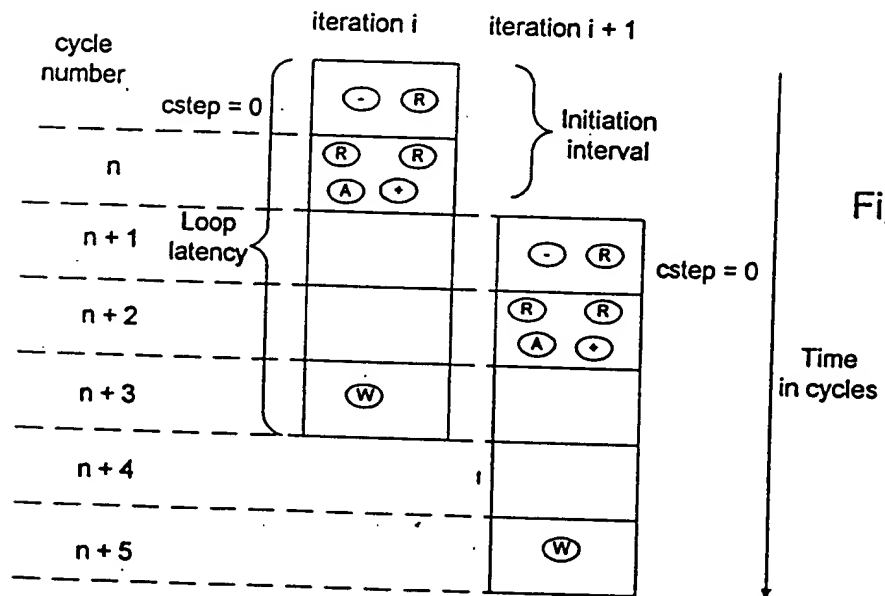 iteration i
iteration i + 1
cycle
number
cstep = 0
- R
Initiation
interval
n
R R
A +
Fi
n + 1
Loop
latency
- R
cstep = 0
n + 2
R R
A +
Time
in cycles
n + 3
W
n + 4
n + 5
W